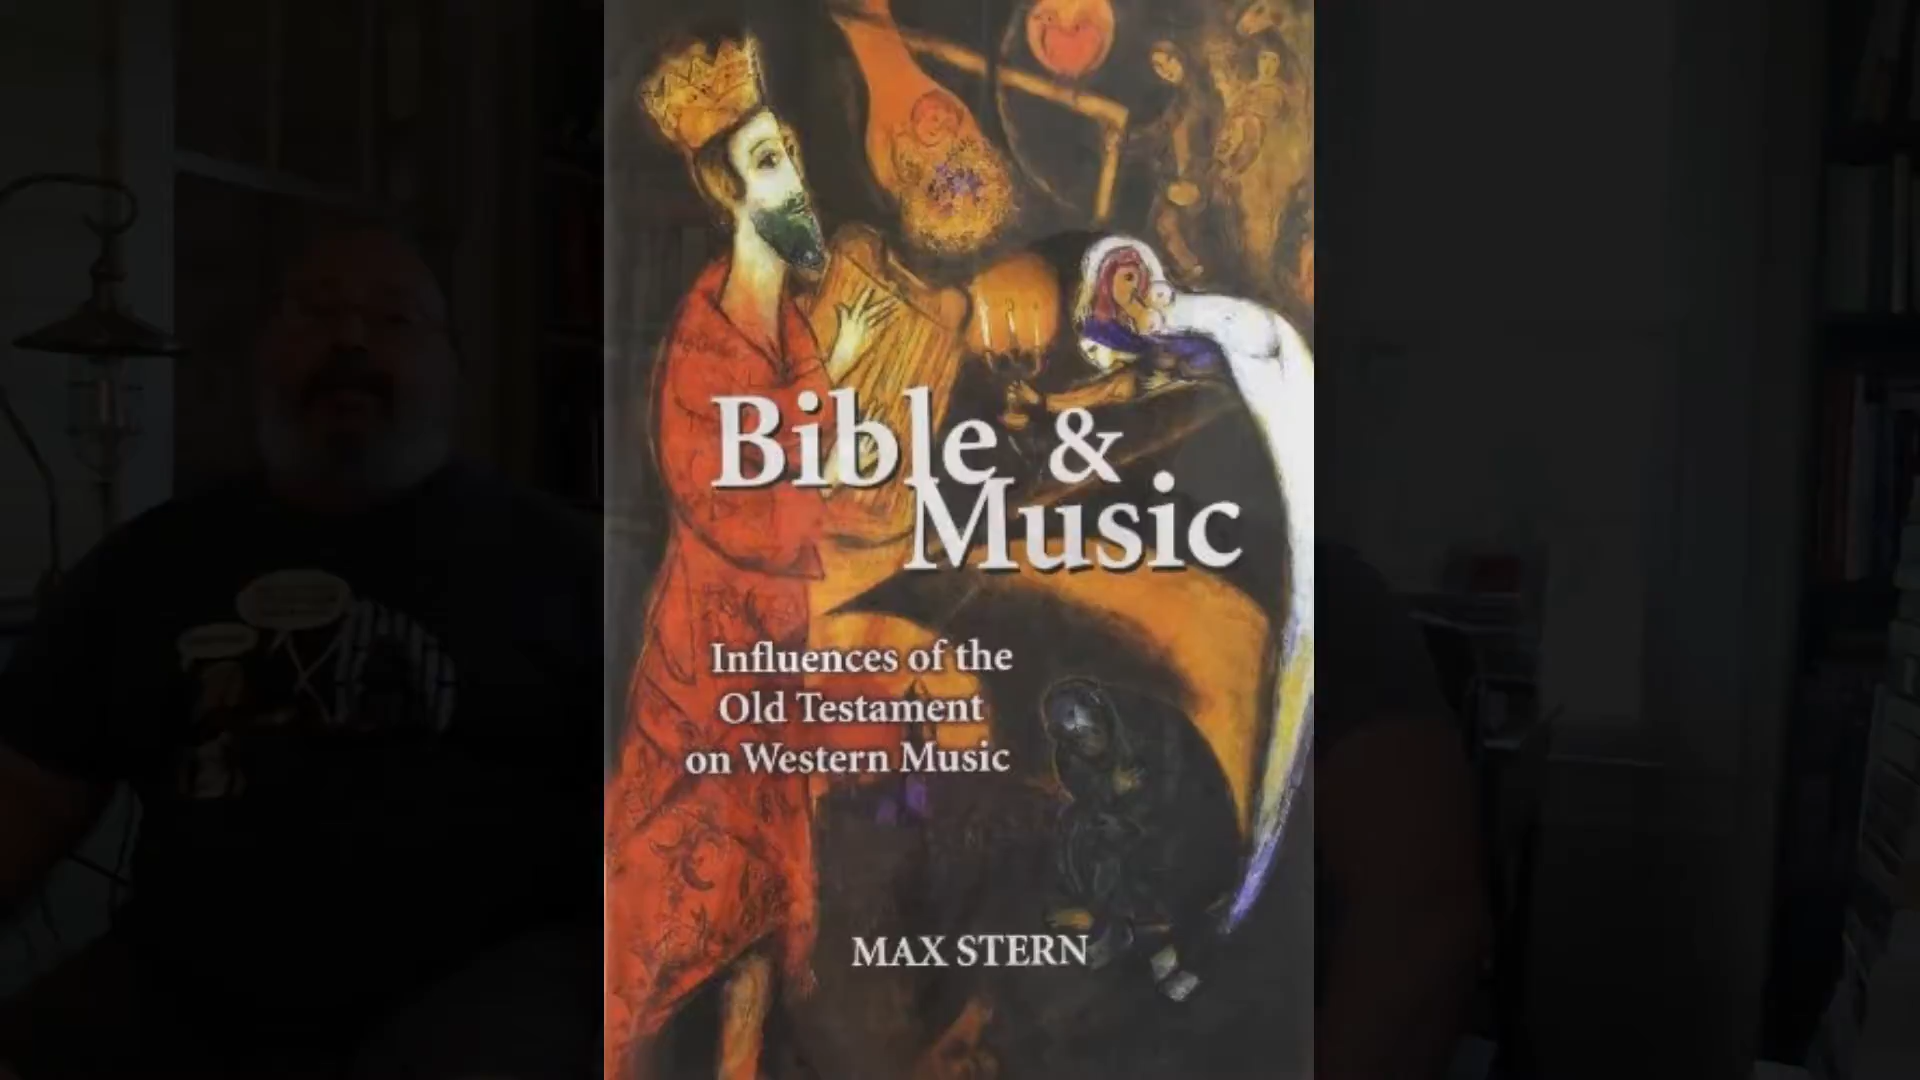 Bible &
Music
Influences of the
Old Testament
on Western Music
MAX STERN